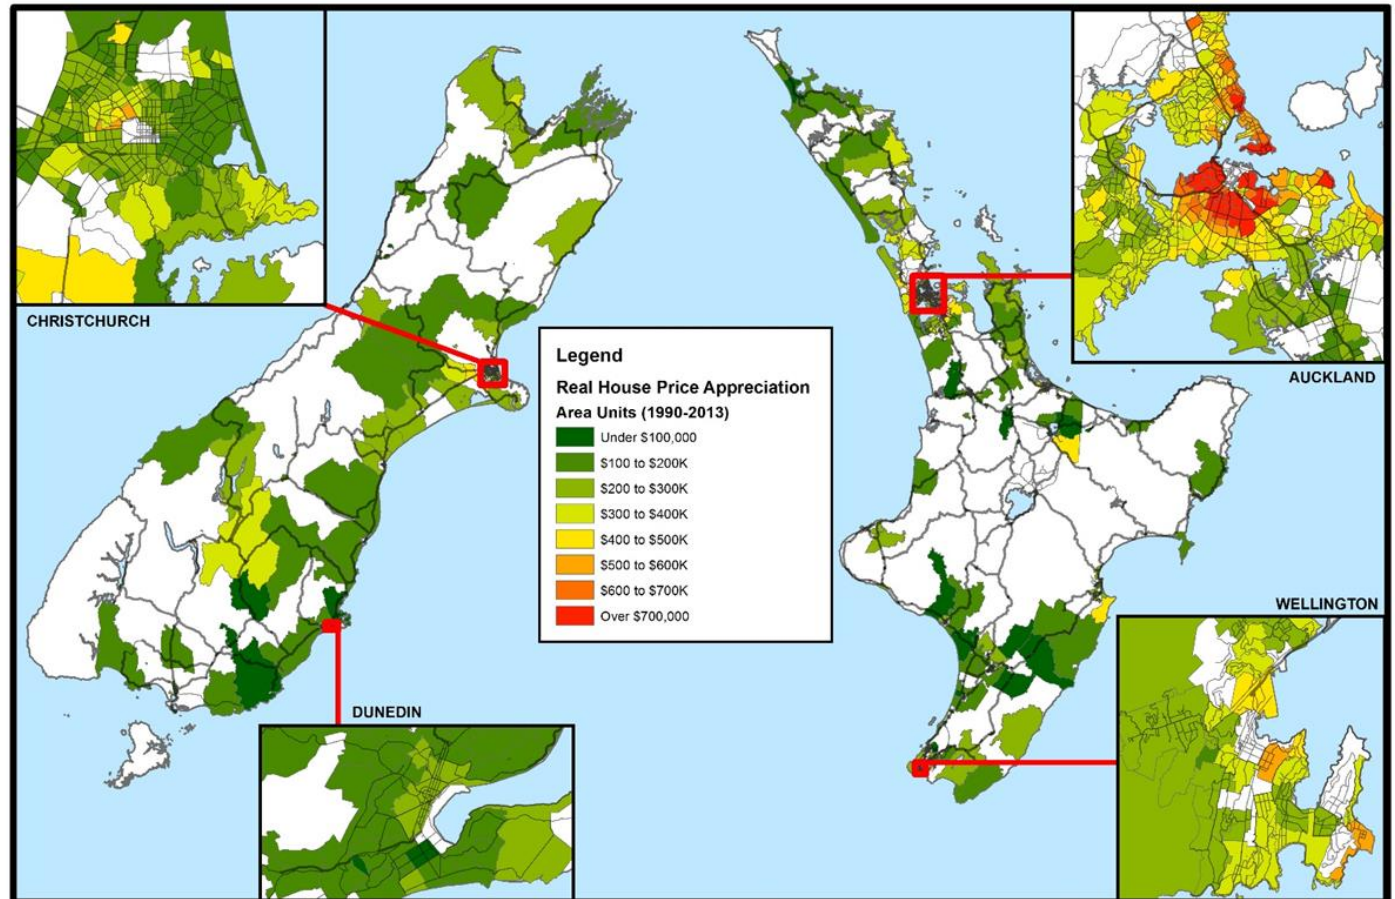 CHRISTCHURCH
AUCKLAND
Legend
Real House Price Appreciation
Area Units (1990-2013)
Under $100,000
$100 to $200K
$200 to $300K
$300 to $400K
$400 to $500K
$500 to $600K
$600 to $700K
Over $700,000
WELLINGTON
DUNEDIN